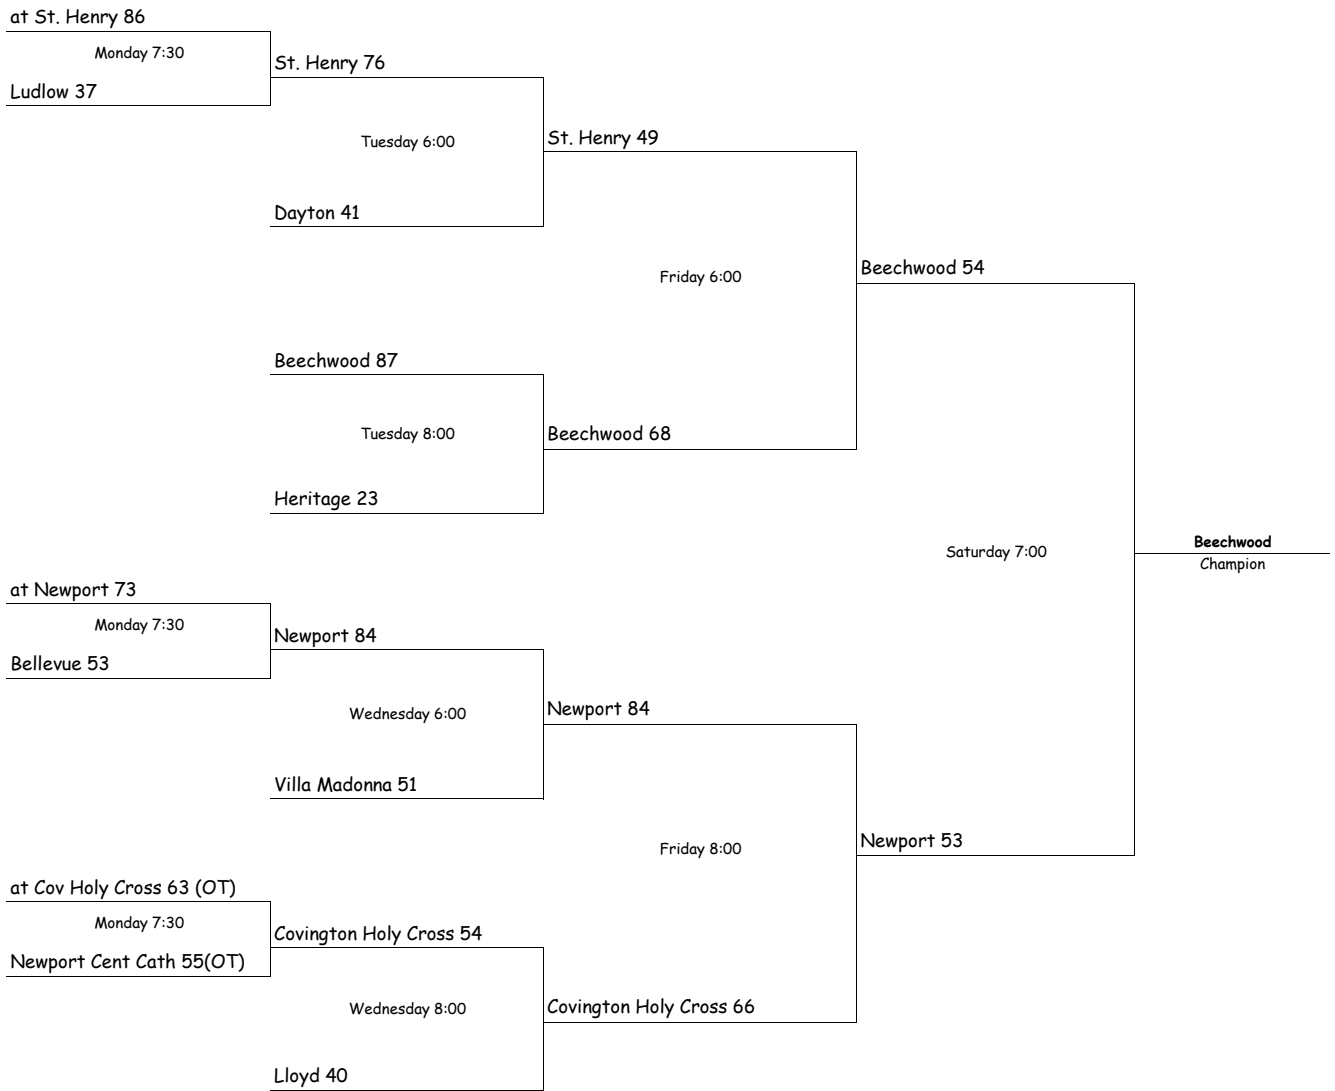 at St. Henry 86
Monday 7:30
Ludlow 37
St. Henry 76
Tuesday 6:00
Dayton 41
St. Henry 49
Friday 6:00
Beechwood 54
Beechwood 87
Tuesday 8:00
Beechwood 68
Heritage 23
Saturday 7:00
Beechwood
Champion
at Newport 73
Monday 7:30
Bellevue 53
Newport 84
Wednesday 6:00
Villa Madonna 51
Newport 84
Friday 8:00
Newport 53
at Cov Holy Cross 63 (OT)
Monday 7:30
Newport Cent Cath 55(OT)
Covington Holy Cross 54
Wednesday 8:00
Covington Holy Cross 66
Lloyd 40